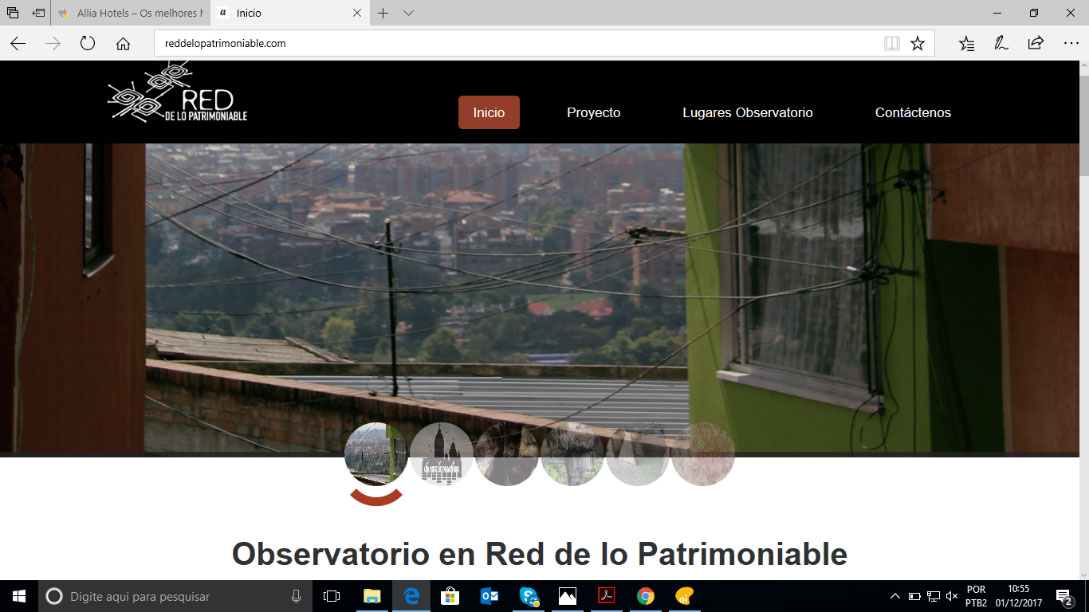 Allia Hotels – Os melhores h
a Inicio
reddelopatrimoniable.com
RED
DE LO PATRIMONIABLE
Inicio Proyecto Lugares Observatorio Contáctenos
Observatorio en Red de lo Patrimoniable
Digite aqui para pesquisar
POR 10:55
PTB2 01/12/2017 2